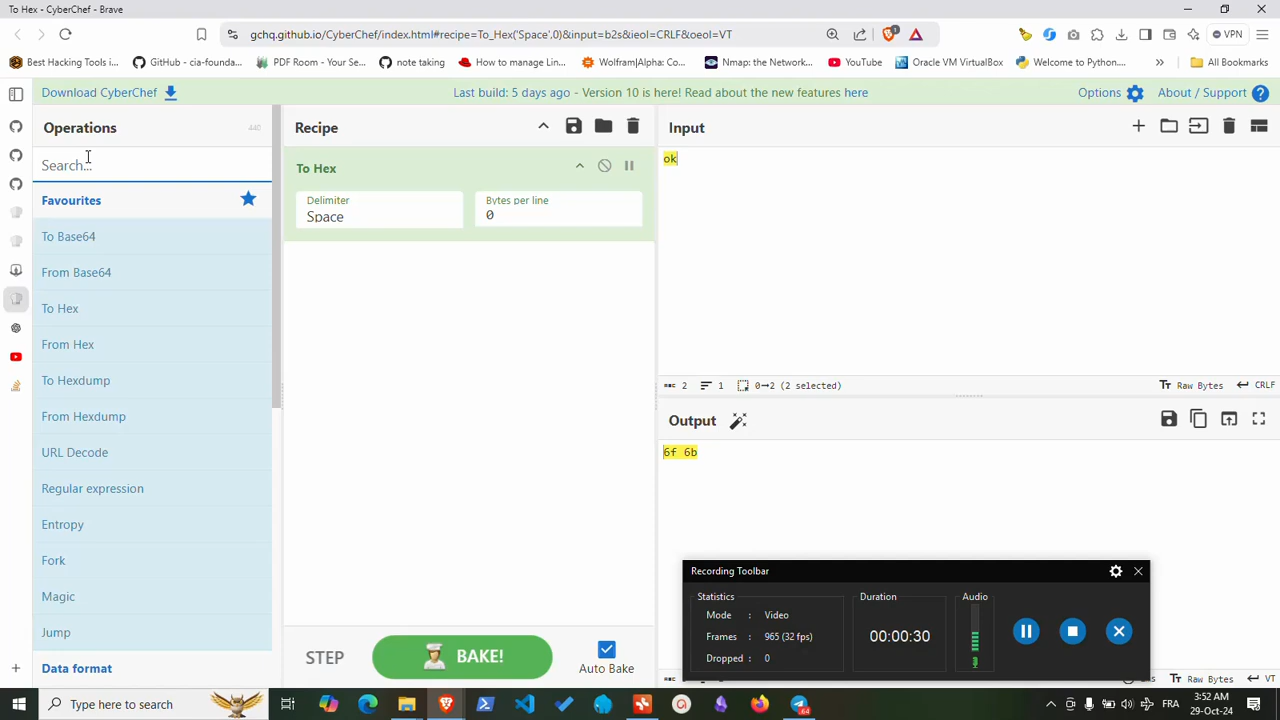 To Hex - CyberChef - Brave
gchq.github.io/CyberChef/index.html#recipe=To_Hex('Space',0)&input=b2s&ieol=CRLF&oeol=VT
1
VPN
Best Hacking Tools i...
GitHub - cia-founda...
PDF Room - Your Se...
note taking
How to manage Lin...
Wolfram|Alpha: Co...
Nmap: the Network...
YouTube
Oracle VM VirtualBox
Welcome to Python....
All Bookmarks
Download CyberChef
Last build: 5 days ago - Version 10 is here! Read about the new features here
Options
About / Support
Operations
Search...
Favourites
To Base64
From Base64
To Hex
From Hex
To Hexdump
From Hexdump
URL Decode
Regular expression
Entropy
Fork
Magic
Jump
Data format
Recipe
To Hex
Delimiter
Space
Bytes per line
0
STEP
BAKE!
Auto Bake
Input
ok
2
1
0→2 (2 selected)
Raw Bytes
CRLF
Output
6f 6b
Recording Toolbar
Statistics
Mode : Video
Frames : 965 (32 fps)
Dropped : 0
Duration
00:00:30
Audio
Raw Bytes
VT
Type here to search
64
FRA
3:52 AM
29-Oct-24